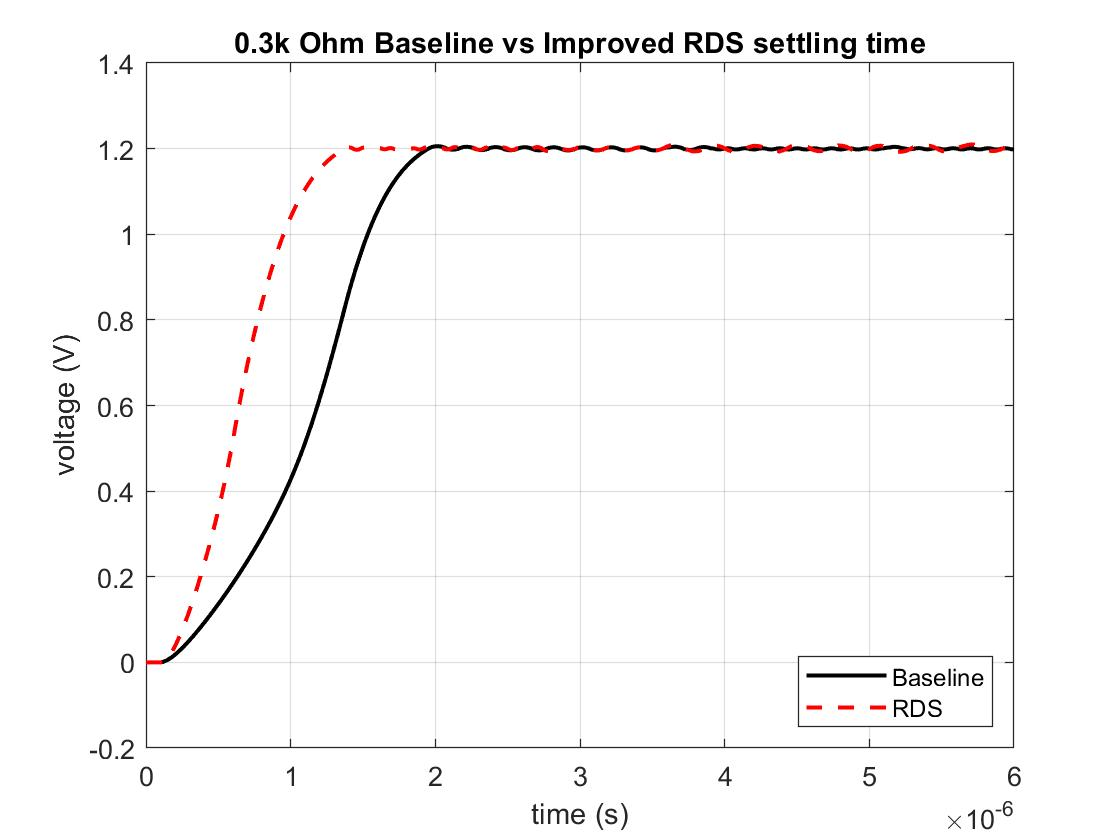 0.3k Ohm Baseline vs Improved RDS settling time
1.4
1.2
1
0.8
0.6
0.4
0.2
0
-0.2
voltage (V)
Baseline
RDS
0 1 2 3 4 5 6
time (s)
×10-6